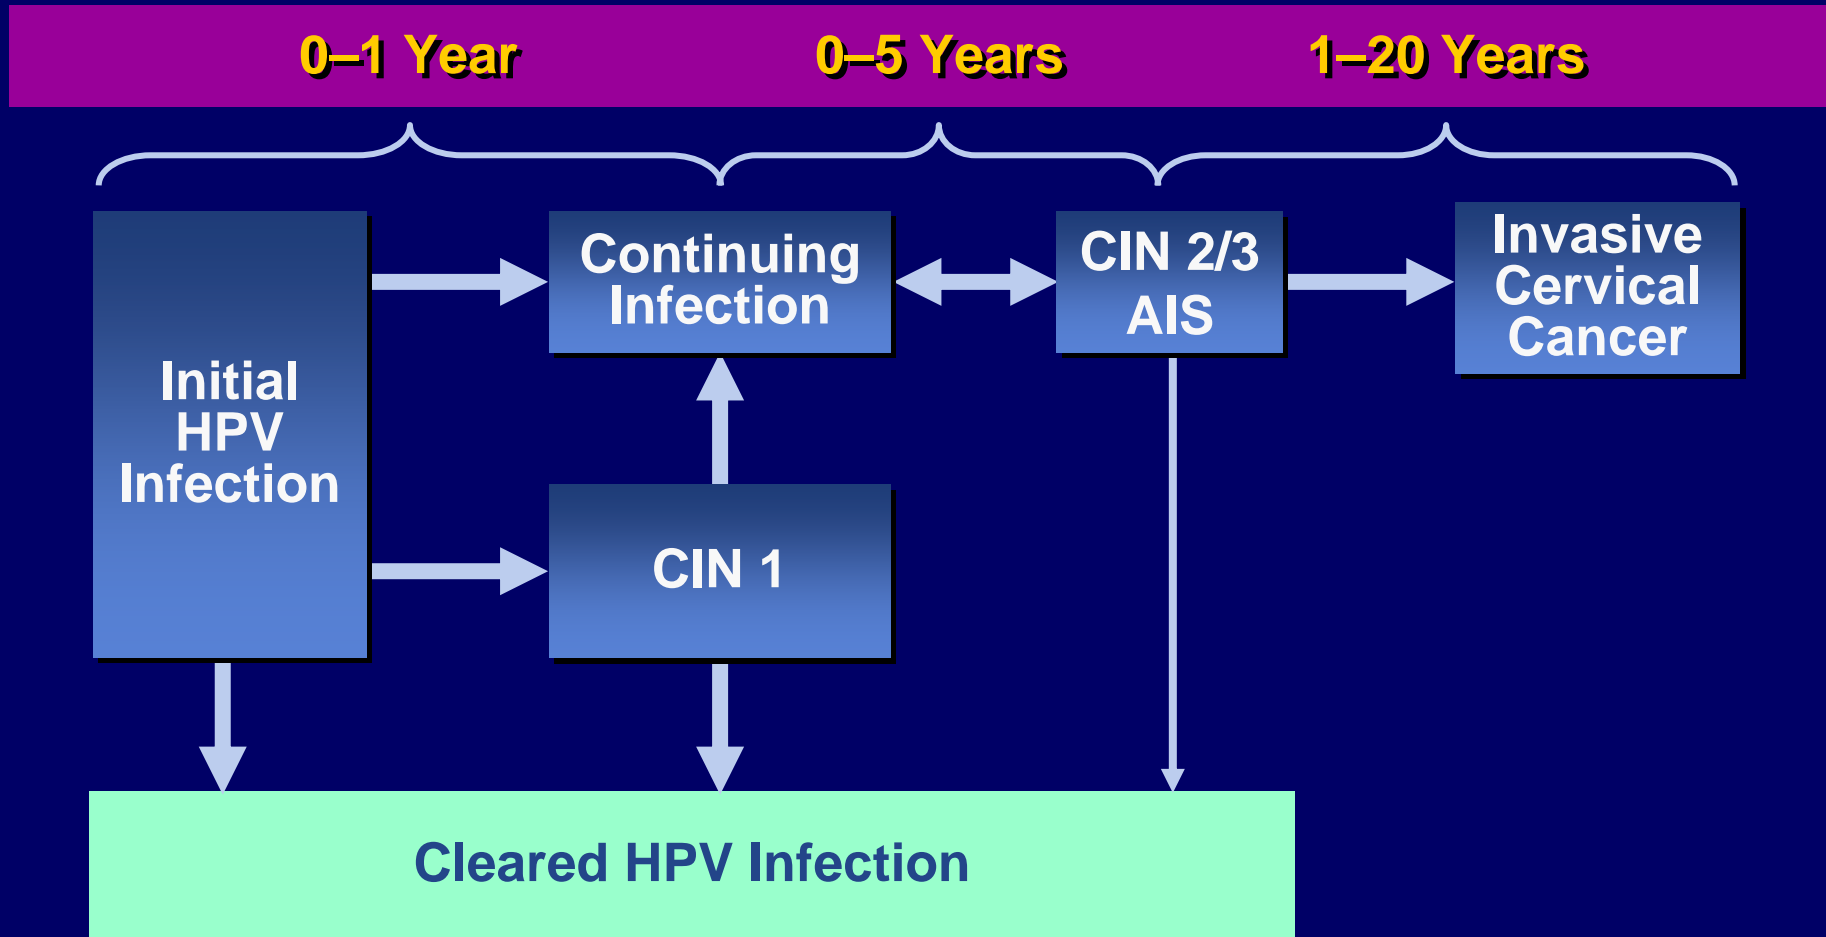 0–1 Year
0–5 Years
1–20 Years
Initial
HPV
Infection
Continuing
Infection
CIN 2/3
AIS
Invasive
Cervical
Cancer
CIN 1
Cleared HPV Infection